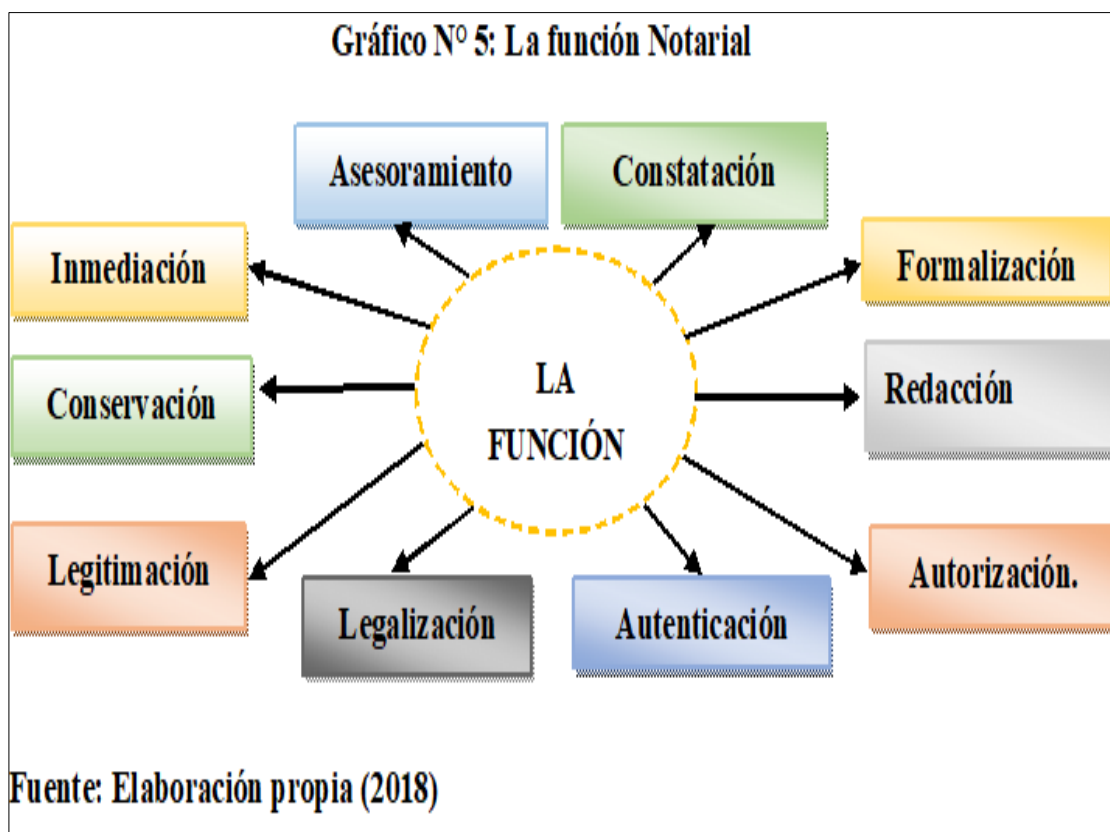 Gráfico N° 5: La función Notarial
Asesoramiento
Constatación
Inmediación
Formalización
Conservación
LA
FUNCIÓN
Redacción
Legitimación
Legalización
Autenticación
Autorización.
Fuente: Elaboración propia (2018)